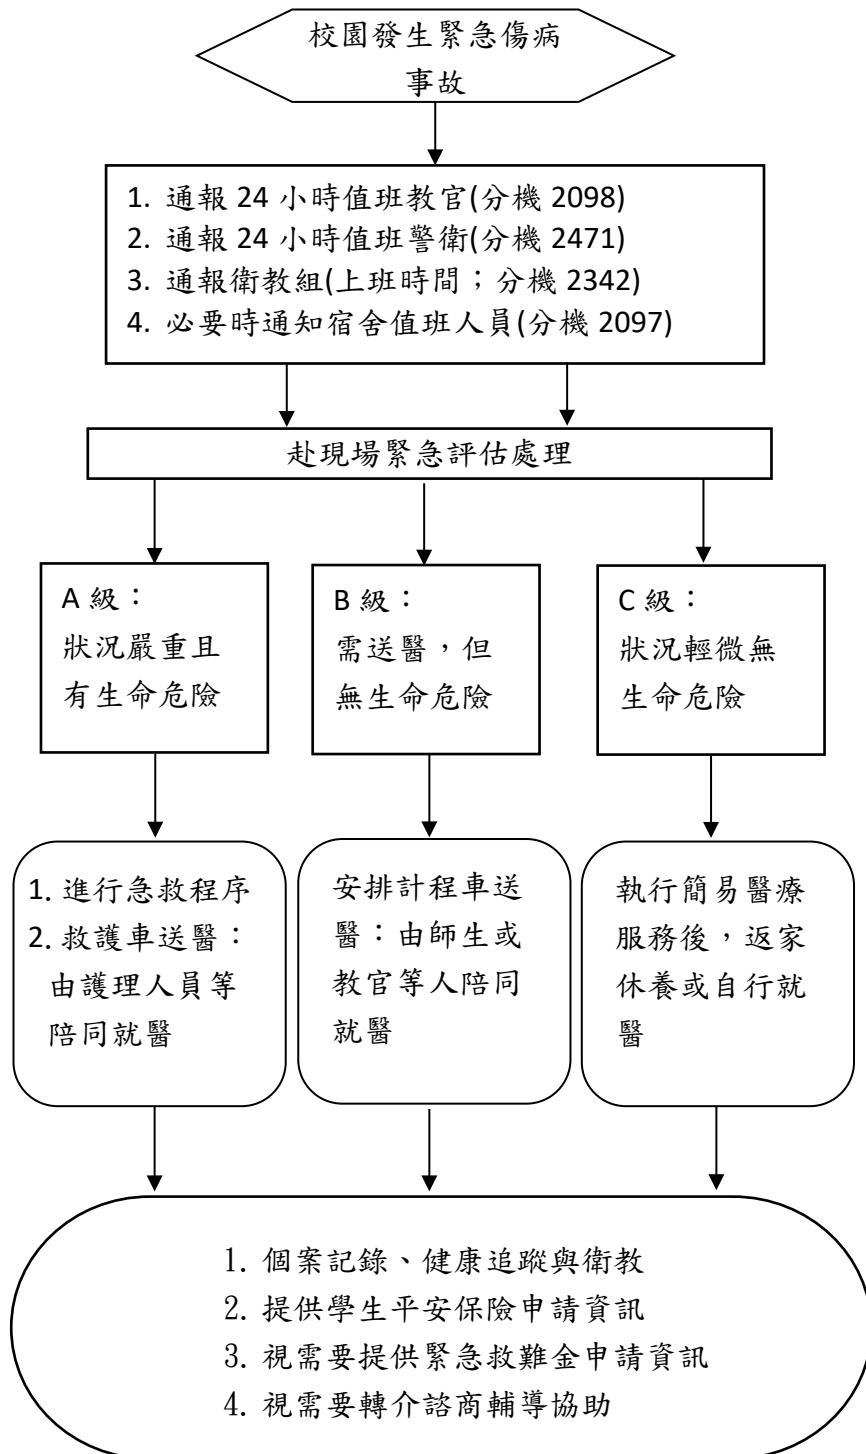 校園發生緊急傷病
事故
1. 通報 24 小時值班教官(分機 2098)
2. 通報 24 小時值班警衛(分機 2471)
3. 通報衛教組(上班時間；分機 2342)
4. 必要時通知宿舍值班人員(分機 2097)
赴現場緊急評估處理
A 級：
狀況嚴重且
有生命危險
B 級：
需送醫，但
無生命危險
C 級：
狀況輕微無
生命危險
1. 進行急救程序
2. 救護車送醫：
由護理人員等
陪同就醫
安排計程車送
醫：由師生或
教官等人陪同
就醫
執行簡易醫療
服務後，返家
休養或自行就
醫
1. 個案記錄、健康追蹤與衛教
2. 提供學生平安保險申請資訊
3. 視需要提供緊急救難金申請資訊
4. 視需要轉介諮商輔導協助